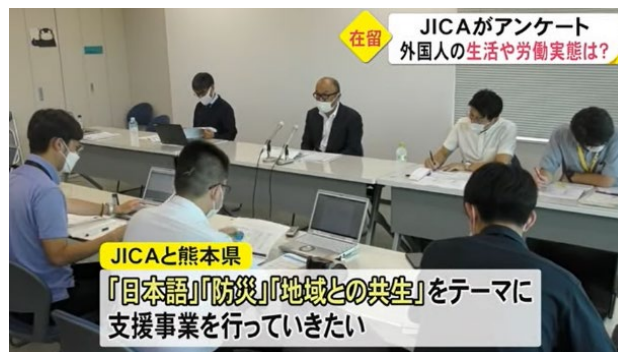 在留
JICAがアンケート
外国人の生活や労働実態は？
JICAと熊本県
「日本語」「防災」「地域との共生」をテーマに
支援事業を行っていきたい